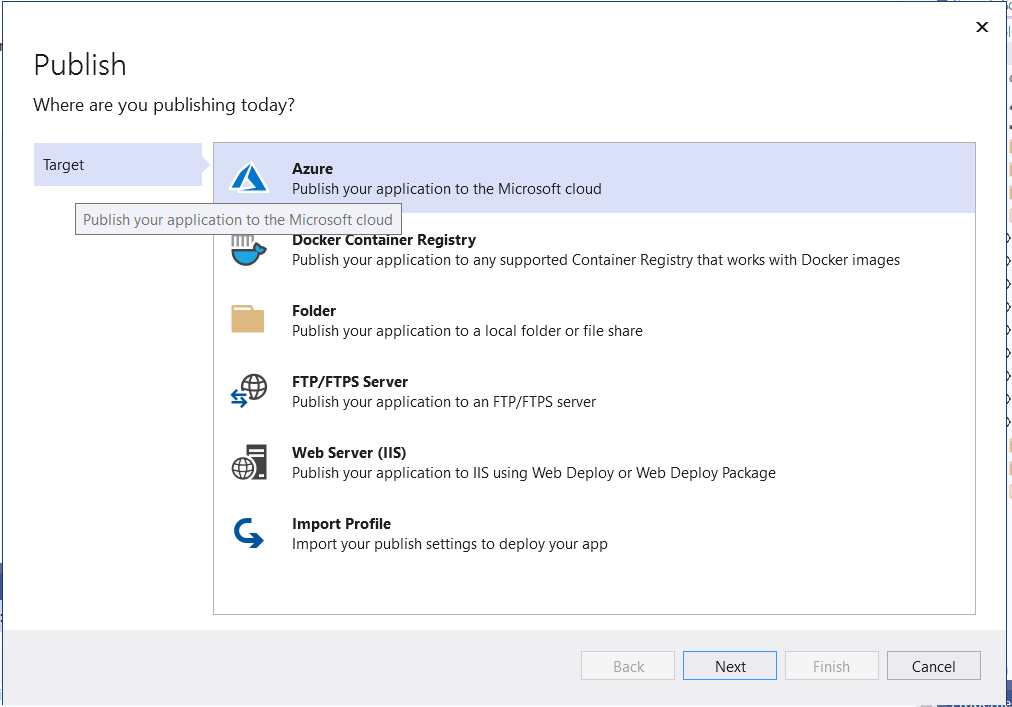 Publish
Where are you publishing today?
Target
Azure
Publish your application to the Microsoft cloud
Publish your application to the Microsoft cloud
Docker Container Registry
Publish your application to any supported Container Registry that works with Docker images
Folder
Publish your application to a local folder or file share
FTP/FTPS Server
Publish your application to an FTP/FTPS server
Web Server (IIS)
Publish your application to IIS using Web Deploy or Web Deploy Package
Import Profile
Import your publish settings to deploy your app
Back
Next
Finish
Cancel